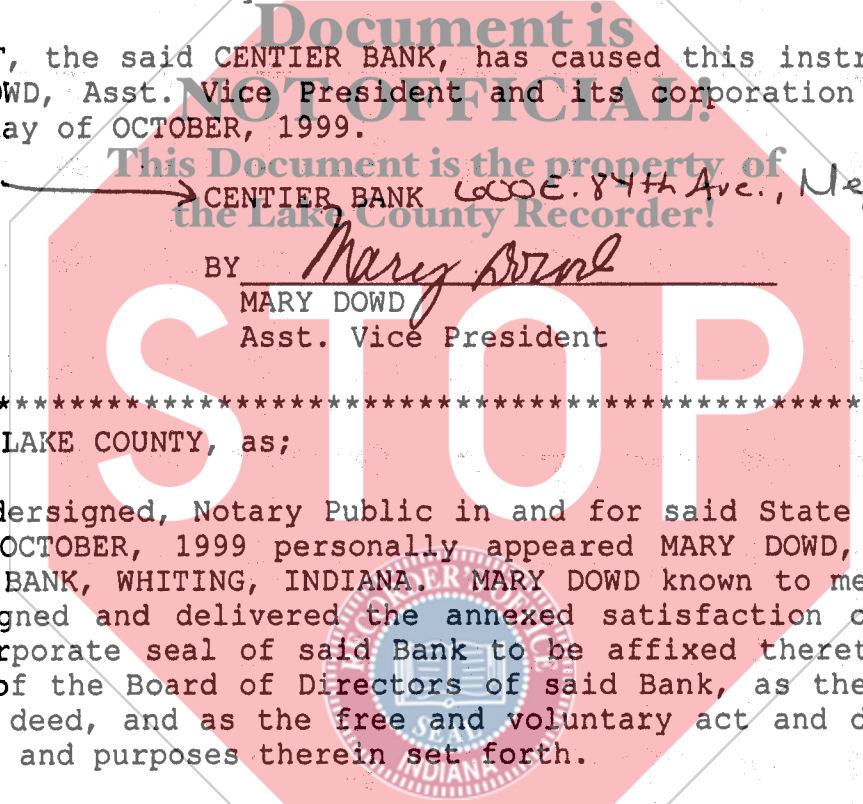 Document is
, the said CENTIER BANK, has caused this instr
OWD, Asst. Vice President and its corporation
NOT OFFICIAL!
ay of OCTOBER, 1999.
This Document is the property of
CENTIER BANK 600 E. 84th Ave., Me
the Lake County Recorder!
BY Mary Dowd
MARY DOWD
Asst. Vice President
STOP
************************************************
LAKE COUNTY, as;
dersigned, Notary Public in and for said State
OCTOBER, 1999 personally appeared MARY DOWD,
BANK, WHITING, INDIANA. MARY DOWD known to me
gned and delivered the annexed satisfaction o
rporate seal of said Bank to be affixed theret
of the Board of Directors of said Bank, as the
deed, and as the free and voluntary act and d
and purposes therein set forth.
SEAL
INDIANA